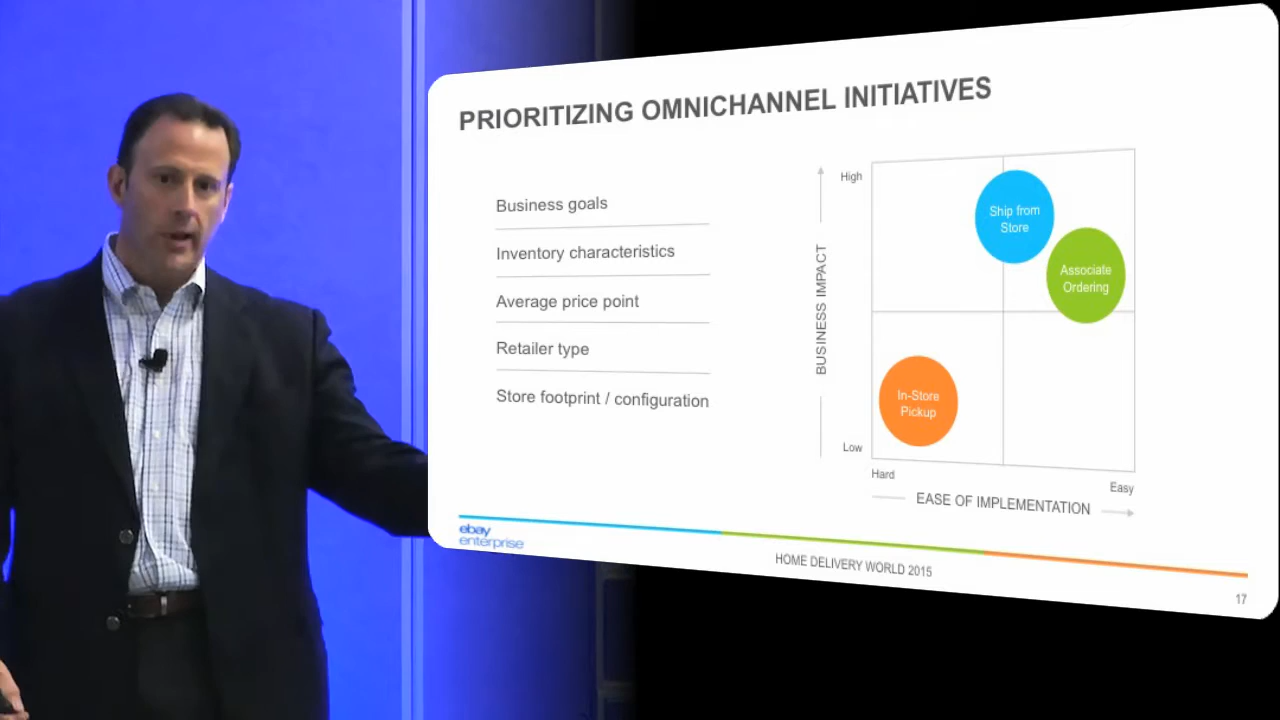 PRIORITIZING OMNICHANNEL INITIATIVES
Business goals
Inventory characteristics
Average price point
Retailer type
Store footprint / configuration
BUSINESS IMPACT
High
Low
Ship from
Store
Associate
Ordering
In-Store
Pickup
Hard
Easy
EASE OF IMPLEMENTATION
ebay
enterprise
HOME DELIVERY WORLD 2015
17